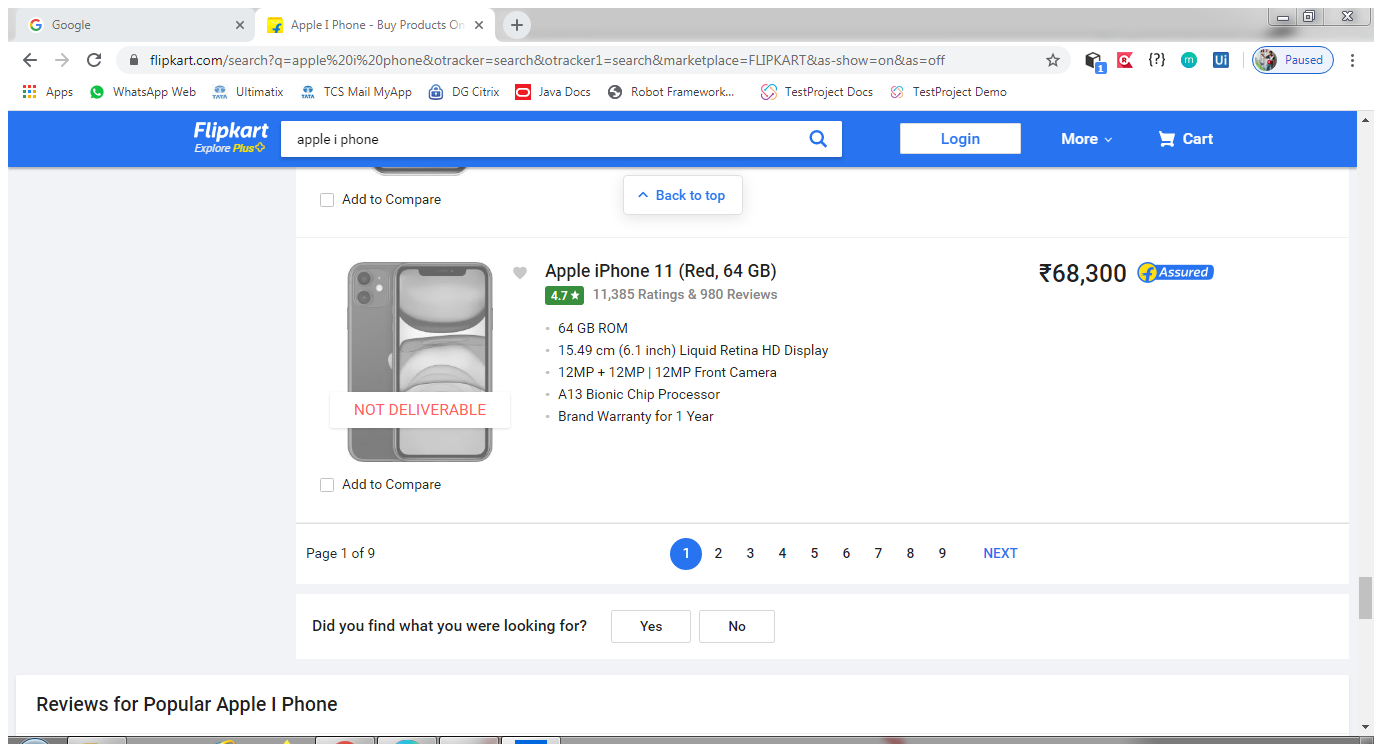 Google
Apple I Phone - Buy Products On
flipkart.com/search?q=apple%20i%20phone&otracker=search&otracker1=search&marketplace=FLIPKART&as-show=on&as=off
1
{?}
m
Ui
Paused
Apps
WhatsApp Web
Ultimatix
TCS Mail MyApp
DG Citrix
Java Docs
Robot Framework...
TestProject Docs
TestProject Demo
Flipkart
Explore Plus
apple i phone
Login
More
Cart
Add to Compare
Back to top
Apple iPhone 11 (Red, 64 GB)
₹68,300
Assured
4.7★ 11,385 Ratings & 980 Reviews
64 GB ROM
15.49 cm (6.1 inch) Liquid Retina HD Display
12MP + 12MP | 12MP Front Camera
A13 Bionic Chip Processor
Brand Warranty for 1 Year
NOT DELIVERABLE
Add to Compare
Page 1 of 9
1 2 3 4 5 6 7 8 9 NEXT
Did you find what you were looking for?
Yes
No
Reviews for Popular Apple I Phone